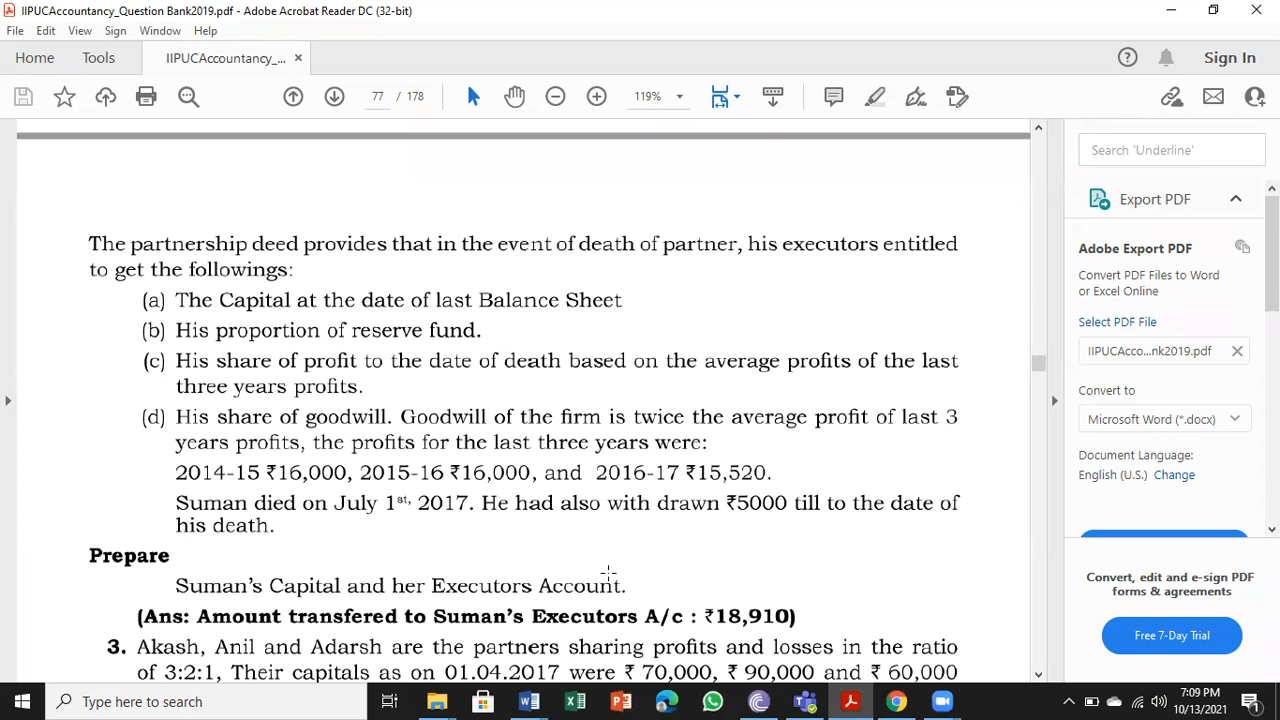 IIPUCAccountancy_Question Bank2019.pdf - Adobe Acrobat Reader DC (32-bit)
File Edit View Sign Window Help
Home Tools IIPUCAccountancy_... × Sign In
77 / 178 119%
Search 'Underline'
Export PDF
Adobe Export PDF
Convert PDF Files to Word
or Excel Online
Select PDF File
IIPUCAcco...nk2019.pdf
Convert to
Microsoft Word (*.docx)
Document Language:
English (U.S.) Change
Convert, edit and e-sign PDF
forms & agreements
Free 7-Day Trial
The partnership deed provides that in the event of death of partner, his executors entitled
to get the followings:
(a) The Capital at the date of last Balance Sheet
(b) His proportion of reserve fund.
(c) His share of profit to the date of death based on the average profits of the last
three years profits.
(d) His share of goodwill. Goodwill of the firm is twice the average profit of last 3
years profits, the profits for the last three years were:
2014-15 ₹16,000, 2015-16 ₹16,000, and 2016-17 ₹15,520.
Suman died on July 1st, 2017. He had also with drawn ₹5000 till to the date of
his death.
Prepare
Suman's Capital and her Executors Account.
(Ans: Amount transfered to Suman's Executors A/c : ₹18,910)
3. Akash, Anil and Adarsh are the partners sharing profits and losses in the ratio
of 3:2:1, Their capitals as on 01.04.2017 were ₹ 70,000, ₹ 90,000 and ₹ 60,000
Type here to search
7:09 PM
10/13/2021